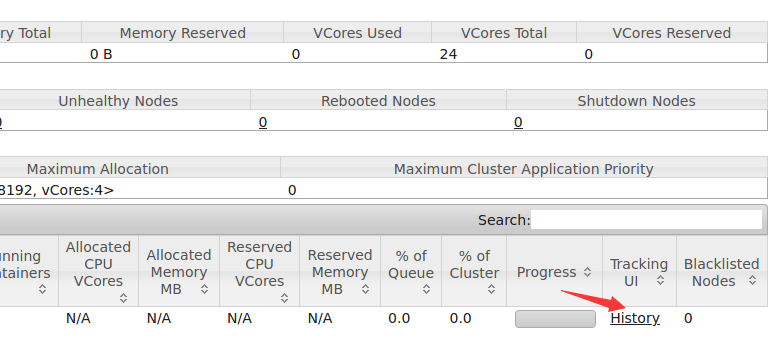 ry Total Memory Reserved VCores Used VCores Total VCores Reserved
0 B 0 24 0
Unhealthy Nodes Rebooted Nodes Shutdown Nodes
0 0 0
Maximum Allocation Maximum Cluster Application Priority
8192, vCores:4> 0
Search:
nning Allocated Allocated Reserved Reserved % of % of Progress Tracking Blacklisted
tainers CPU Memory CPU Memory Queue Cluster UI Nodes
VCores MB VCores MB
N/A N/A N/A N/A 0.0 0.0 History 0